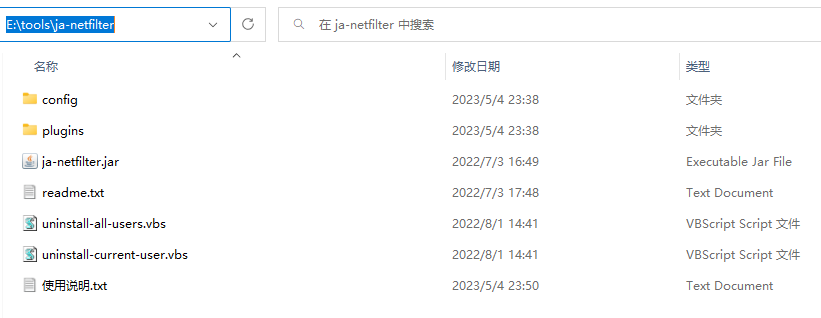 E:\tools\ja-netfilter 在 ja-netfilter 中搜索
名称 修改日期 类型
config 2023/5/4 23:38 文件夹
plugins 2023/5/4 23:38 文件夹
ja-netfilter.jar 2022/7/3 16:49 Executable Jar File
readme.txt 2022/7/3 17:48 Text Document
uninstall-all-users.vbs 2022/8/1 14:41 VBScript Script 文件
uninstall-current-user.vbs 2022/8/1 14:41 VBScript Script 文件
使用说明.txt 2023/5/4 23:50 Text Document